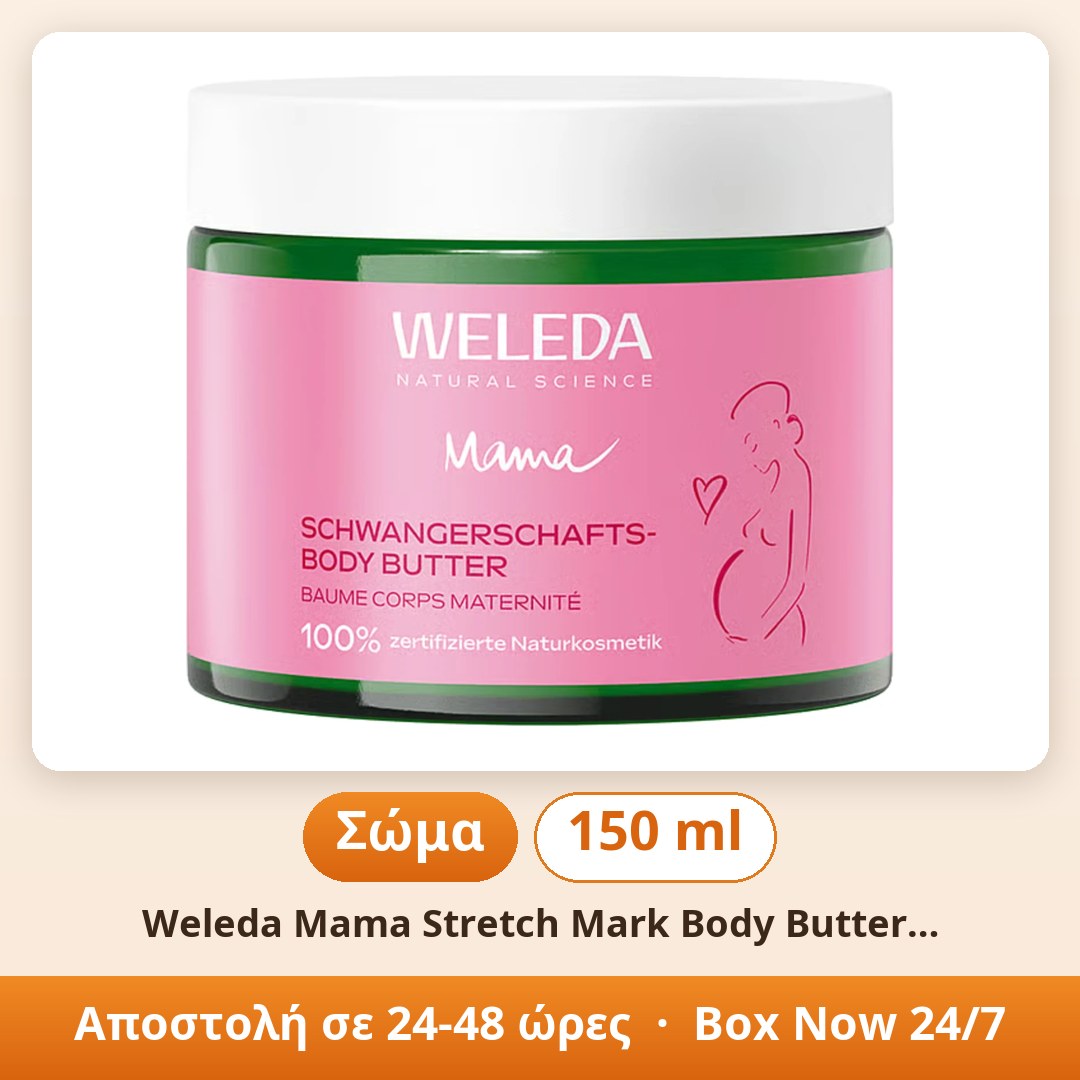 WELEDA
NATURAL SCIENCE
Mama
SCHWANGERSCHAFTS-
BODY BUTTER
BAUME CORPS MATERNITÉ
100% zertifizierte Naturkosmetik
Σώμα
150 ml
Weleda Mama Stretch Mark Body Butter...
Αποστολή σε 24-48 ώρες · Box Now 24/7